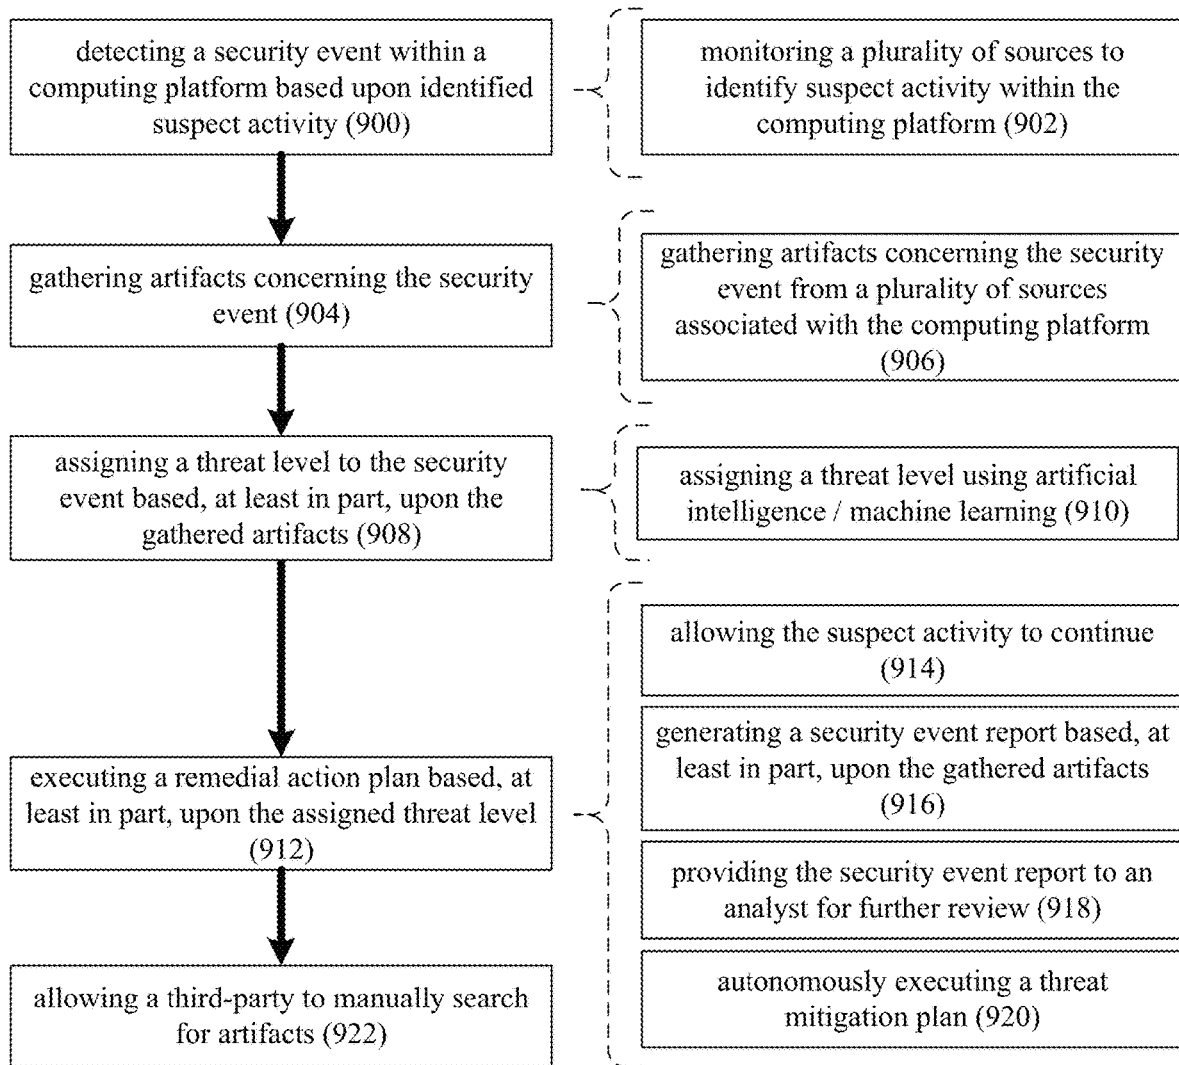 detecting a security event within a
computing platform based upon identified
suspect activity (900)
monitoring a plurality of sources to
identify suspect activity within the
computing platform (902)
gathering artifacts concerning the security
event (904)
gathering artifacts concerning the security
event from a plurality of sources
associated with the computing platform
(906)
assigning a threat level to the security
event based, at least in part, upon the
gathered artifacts (908)
assigning a threat level using artificial
intelligence / machine learning (910)
executing a remedial action plan based, at
least in part, upon the assigned threat level
(912)
allowing the suspect activity to continue
(914)
generating a security event report based, at
least in part, upon the gathered artifacts
(916)
providing the security event report to an
analyst for further review (918)
autonomously executing a threat
mitigation plan (920)
allowing a third-party to manually search
for artifacts (922)